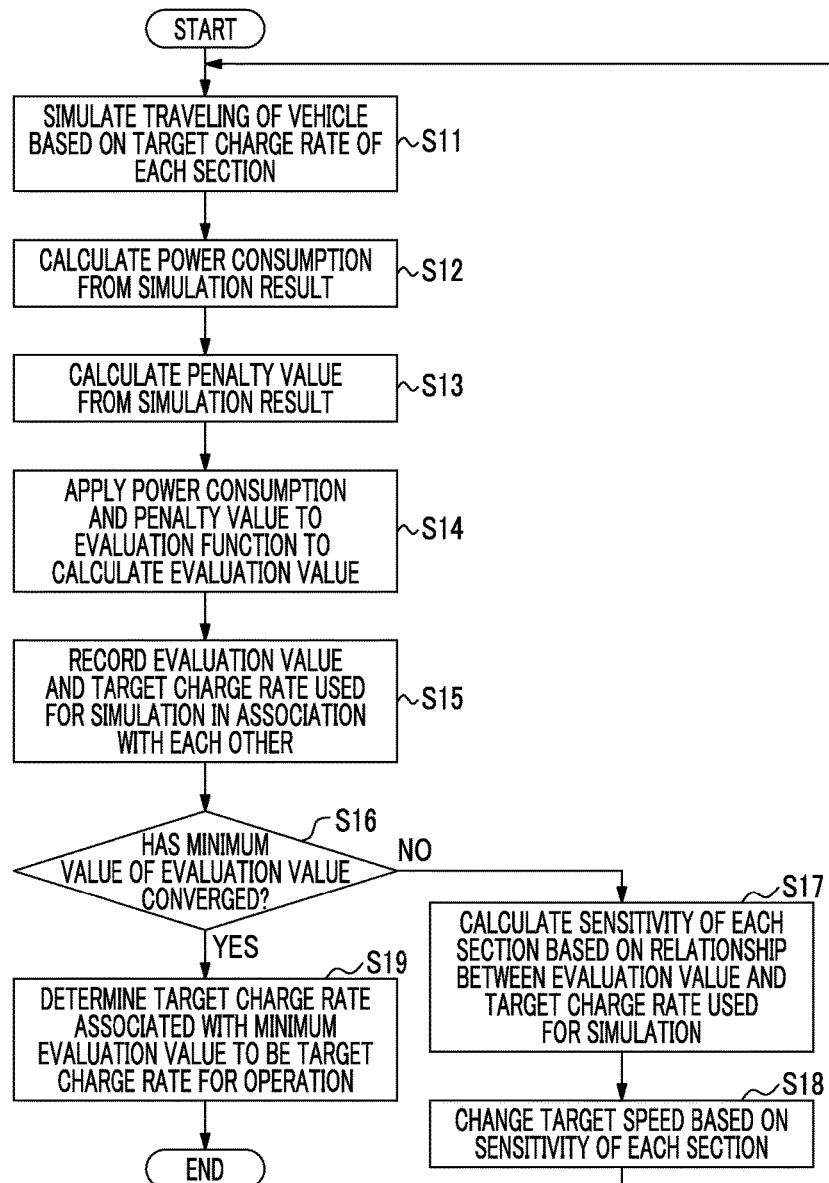 START
SIMULATE TRAVELING OF VEHICLE
BASED ON TARGET CHARGE RATE OF
EACH SECTION
S11
CALCULATE POWER CONSUMPTION
FROM SIMULATION RESULT
S12
CALCULATE PENALTY VALUE
FROM SIMULATION RESULT
S13
APPLY POWER CONSUMPTION
AND PENALTY VALUE TO
EVALUATION FUNCTION TO
CALCULATE EVALUATION VALUE
S14
RECORD EVALUATION VALUE
AND TARGET CHARGE RATE USED
FOR SIMULATION IN ASSOCIATION
WITH EACH OTHER
S15
S16
HAS MINIMUM
VALUE OF EVALUATION VALUE
CONVERGED?
NO
YES
S17
CALCULATE SENSITIVITY OF EACH
SECTION BASED ON RELATIONSHIP
BETWEEN EVALUATION VALUE AND
TARGET CHARGE RATE USED
FOR SIMULATION
S18
CHANGE TARGET SPEED BASED ON
SENSITIVITY OF EACH SECTION
S19
DETERMINE TARGET CHARGE RATE
ASSOCIATED WITH MINIMUM
EVALUATION VALUE TO BE TARGET
CHARGE RATE FOR OPERATION
END